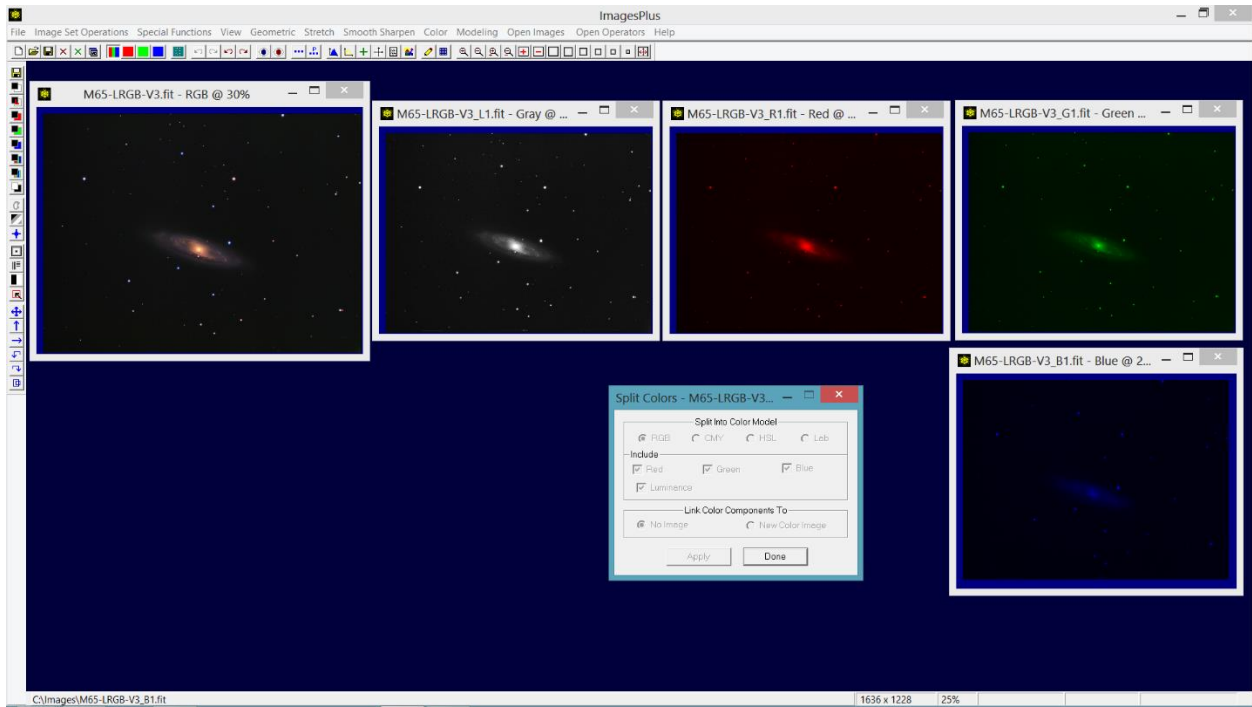 ImagesPlus
File Image Set Operations Special Functions View Geometric Stretch Smooth Sharpen Color Modeling Open Images Open Operators Help
M65-LRGB-V3.fit - RGB @ 30%
M65-LRGB-V3_L1.fit - Gray @ ...
M65-LRGB-V3_R1.fit - Red @ ...
M65-LRGB-V3_G1.fit - Green ...
M65-LRGB-V3_B1.fit - Blue @ 2...
Split Colors - M65-LRGB-V3...
Split Into Color Model
RGB CMY HSL Lab
Include
Red Green Blue
Luminence
Link Color Components To
No Image New Color Image
Apply Done
C:\Images\M65-LRGB-V3_B1.fit 1636 x 1228 25%